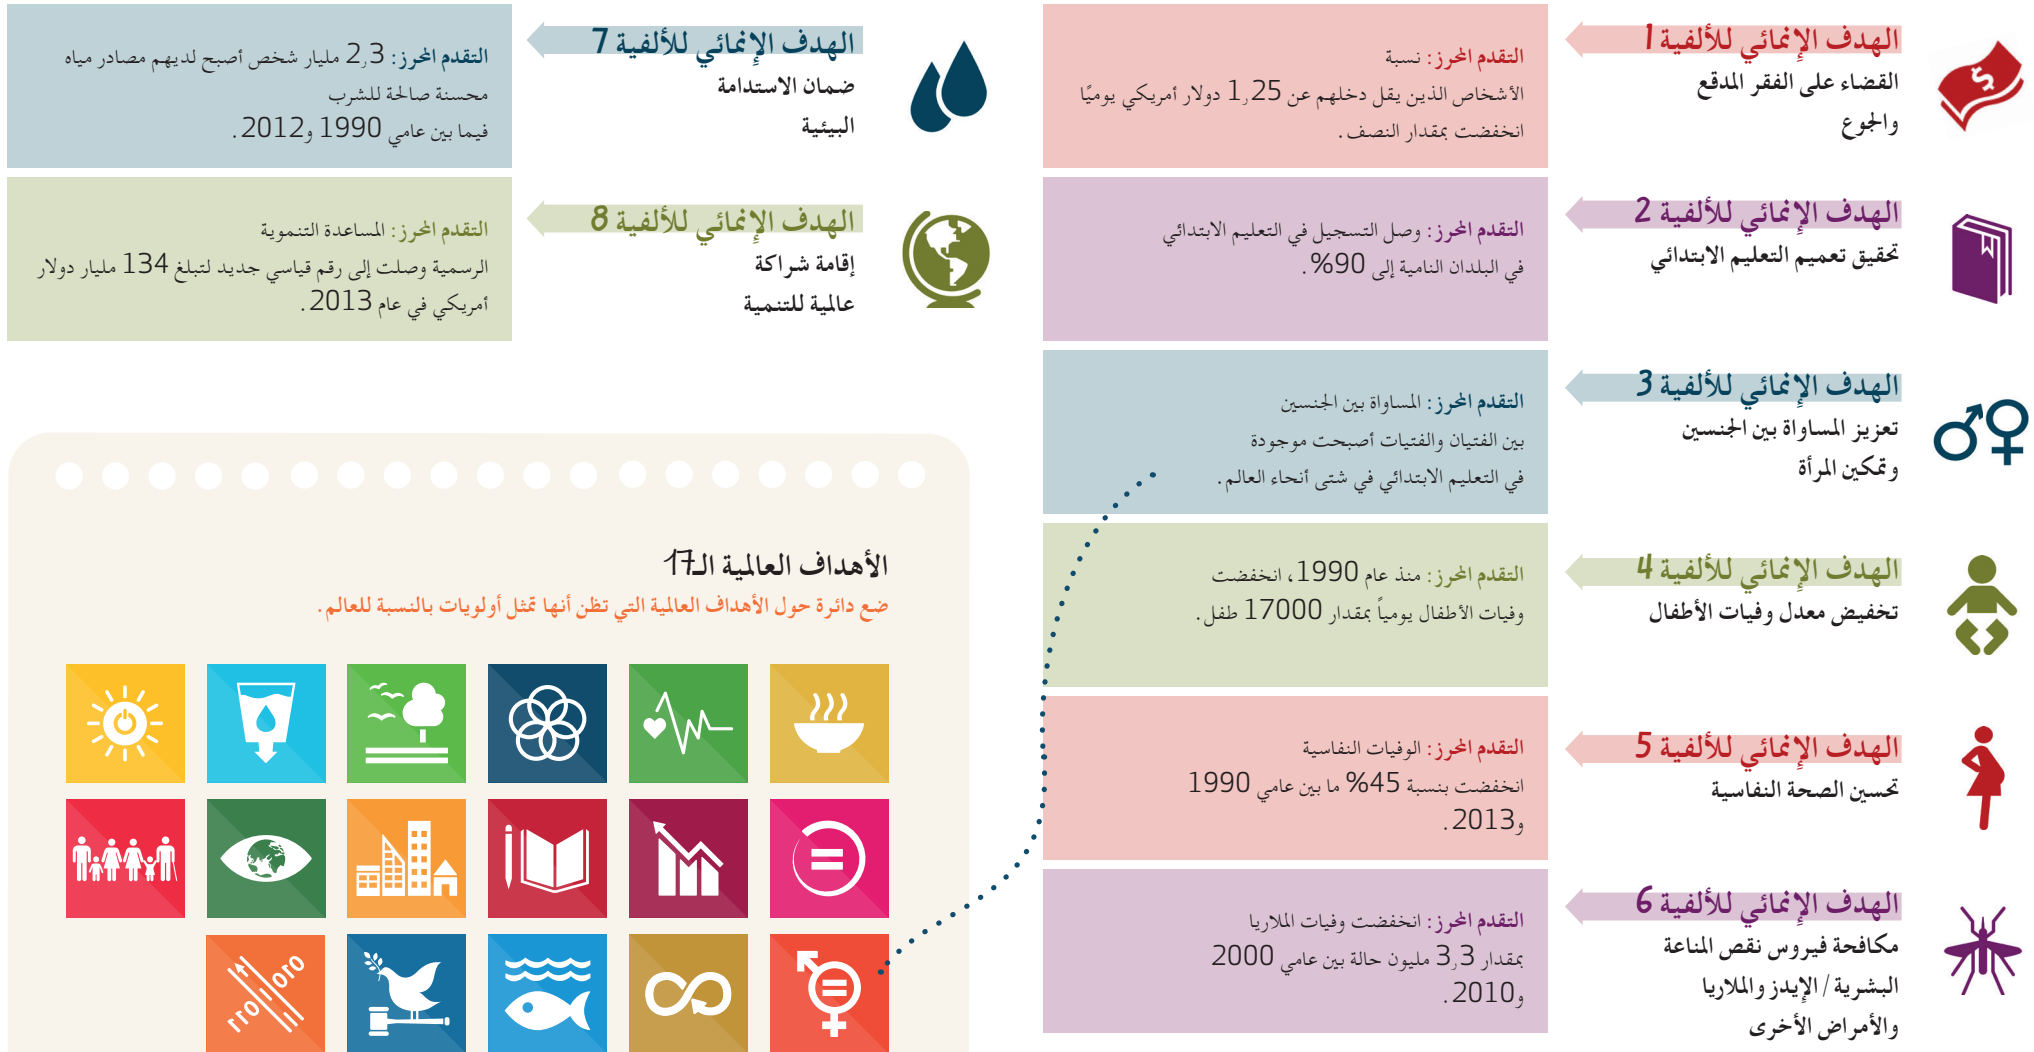 الهدف الإنمائي للألفية 1
القضاء على الفقر المدقع
والجوع
التقدم المحرز: نسبة
الأشخاص الذين يقل دخلهم عن 1,25 دولار أمريكي يوميًا
انخفضت بمقدار النصف.
الهدف الإنمائي للألفية 2
تحقيق تعميم التعليم الابتدائي
التقدم المحرز: وصل التسجيل في التعليم الابتدائي
في البلدان النامية إلى 90%.
الهدف الإنمائي للألفية 3
تعزيز المساواة بين الجنسين
وتمكين المرأة
التقدم المحرز: المساواة بين الجنسين
بين الفتيان والفتيات أصبحت موجودة
في التعليم الابتدائي في شتى أنحاء العالم.
الهدف الإنمائي للألفية 4
تخفيض معدل وفيات الأطفال
التقدم المحرز: منذ عام 1990، انخفضت
وفيات الأطفال يومياً بمقدار 17000 طفل.
الهدف الإنمائي للألفية 5
تحسين الصحة النفاسية
التقدم المحرز: الوفيات النفاسية
انخفضت بنسبة 45% ما بين عامي 1990
و2013.
الهدف الإنمائي للألفية 6
مكافحة فيروس نقص المناعة
البشرية/الإيدز والملاريا
والأمراض الأخرى
التقدم المحرز: انخفضت وفيات الملاريا
بمقدار 3,3 مليون حالة بين عامي 2000
و2010.
الهدف الإنمائي للألفية 7
ضمان الاستدامة
البيئية
التقدم المحرز: 2,3 مليار شخص أصبح لديهم مصادر مياه
محسنة صالحة للشرب
فيما بين عامي 1990 و2012.
الهدف الإنمائي للألفية 8
إقامة شراكة
عالمية للتنمية
التقدم المحرز: المساعدة التنموية
الرسمية وصلت إلى رقم قياسي جديد لتبلغ 134 مليار دولار
أمريكي في عام 2013.
الأهداف العالمية الـ17
ضع دائرة حول الأهداف العالمية التي تظن أنها تمثل أولويات بالنسبة للعالم.